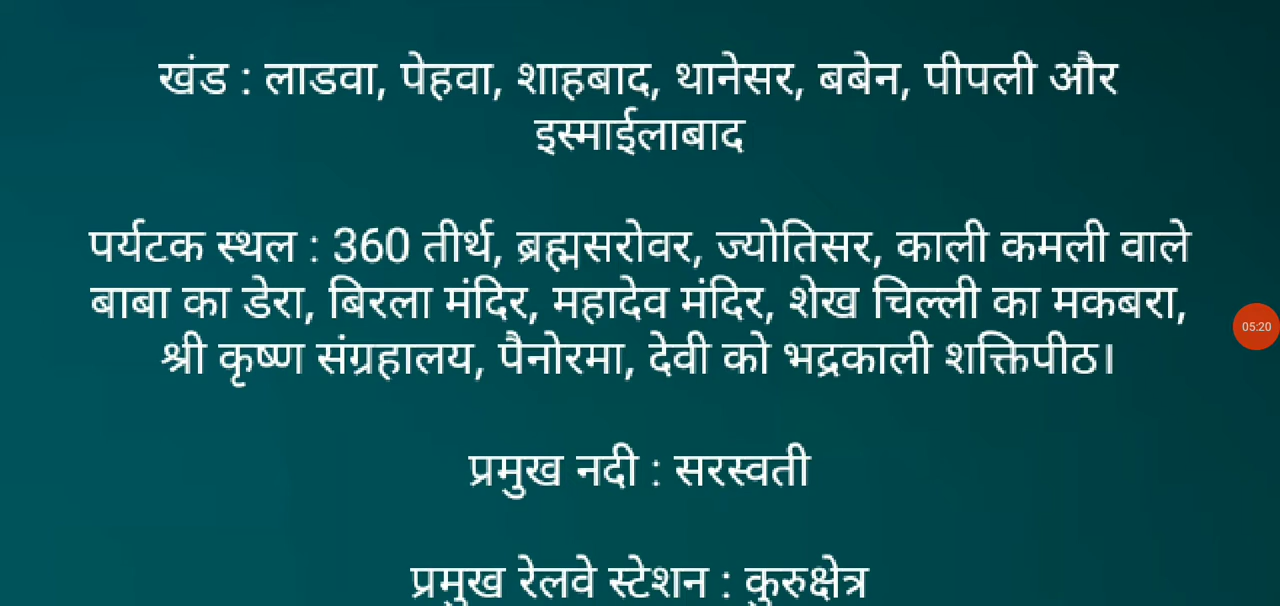 खंड : लाडवा, पेहवा, शाहबाद, थानेसर, बबेन, पीपली और
इस्माईलाबाद
पर्यटक स्थल : 360 तीर्थ, ब्रह्मसरोवर, ज्योतिसर, काली कमली वाले
बाबा का डेरा, बिरला मंदिर, महादेव मंदिर, शेख चिल्ली का मकबरा,
श्री कृष्ण संग्रहालय, पैनोरमा, देवी को भद्रकाली शक्तिपीठ।
05:20
प्रमुख नदी : सरस्वती
प्रमुख रेलवे स्टेशन : कुरुक्षेत्र